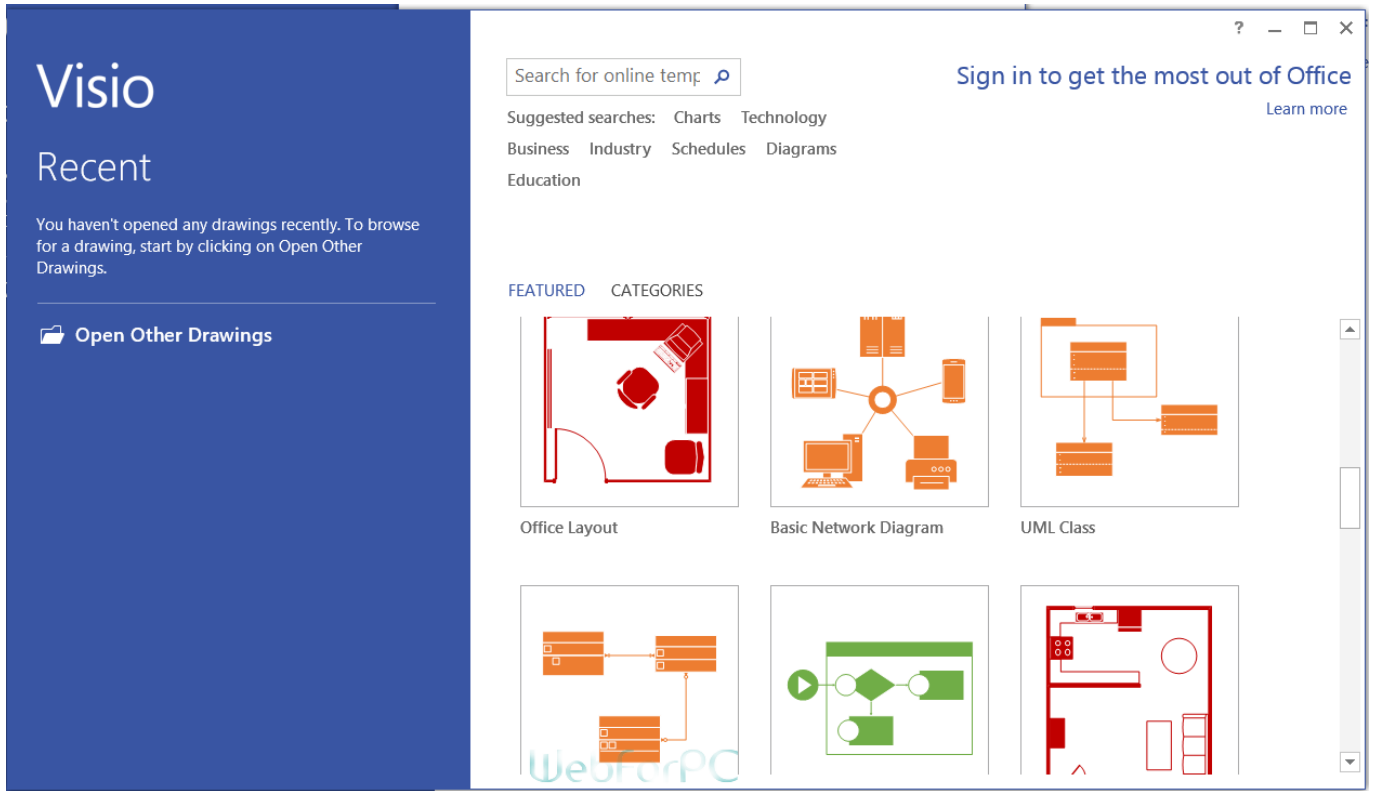 Visio
Recent
You haven't opened any drawings recently. To browse
for a drawing, start by clicking on Open Other
Drawings.
Open Other Drawings
?
Search for online temp
Sign in to get the most out of Office
Learn more
Suggested searches: Charts Technology
Business Industry Schedules Diagrams
Education
FEATURED CATEGORIES
Office Layout
Basic Network Diagram
UML Class
WebForPC